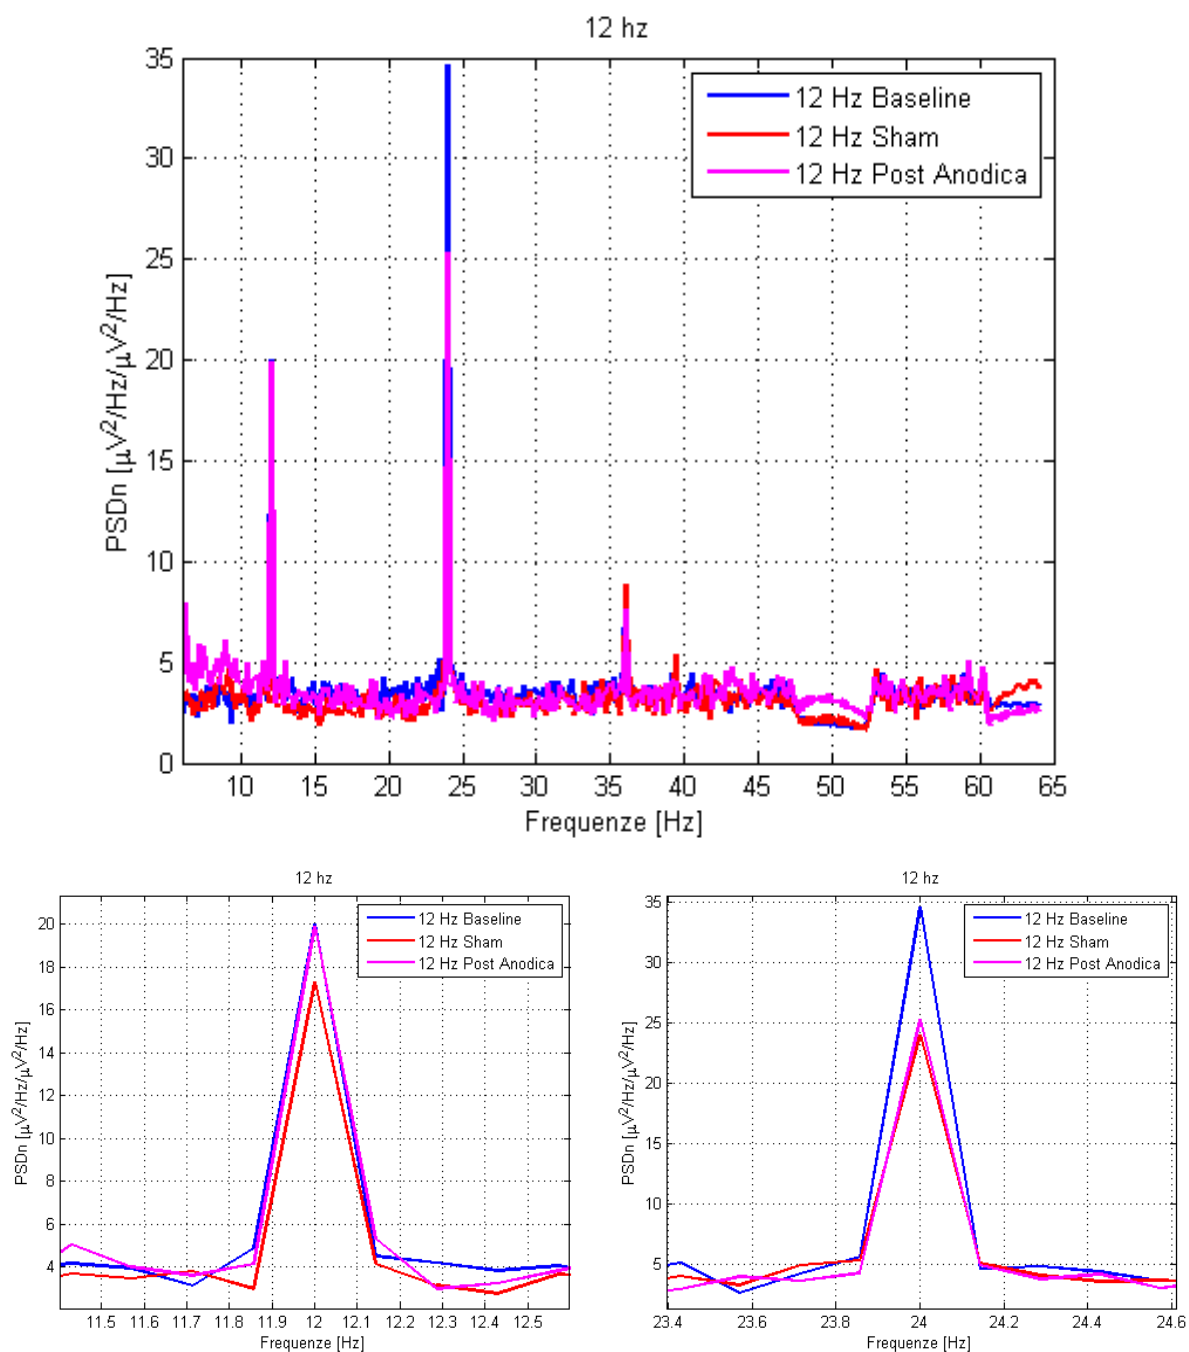 12 hz
35
30
25
20
15
10
5
0
PSDn [μV²/Hz/μV²/Hz]
12 Hz Baseline
12 Hz Sham
12 Hz Post Anodica
10 15 20 25 30 35 40 45 50 55 60 65
Frequenze [Hz]
12 hz
20
18
16
14
12
10
8
6
4
PSDn [μV²/Hz/μV²/Hz]
12 Hz Baseline
12 Hz Sham
12 Hz Post Anodica
11.5 11.6 11.7 11.8 11.9 12 12.1 12.2 12.3 12.4 12.5
Frequenze [Hz]
12 hz
35
30
25
20
15
10
5
PSDn [μV²/Hz/μV²/Hz]
12 Hz Baseline
12 Hz Sham
12 Hz Post Anodica
23.4 23.6 23.8 24 24.2 24.4 24.6
Frequenze [Hz]